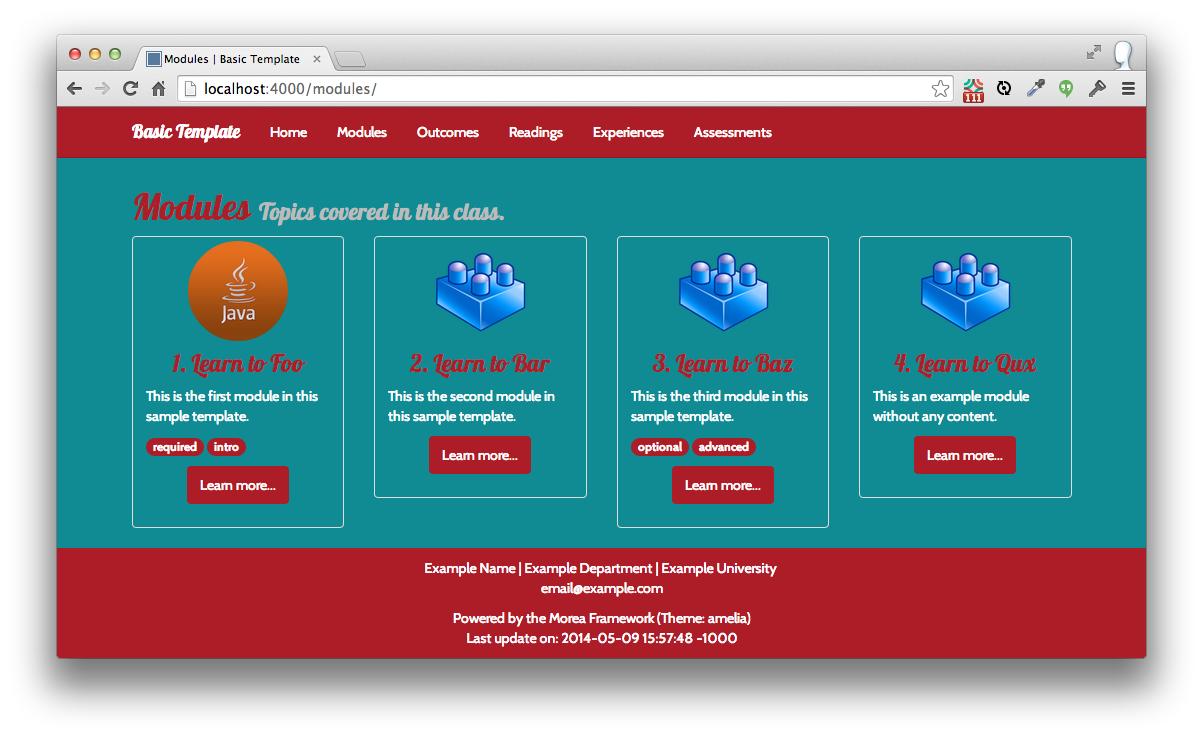 Modules | Basic Template
localhost:4000/modules/
111
Basic Template Home Modules Outcomes Readings Experiences Assessments
Modules Topics covered in this class.
Java
1. Learn to Foo
This is the first module in this
sample template.
required intro
Learn more...
2. Learn to Bar
This is the second module in
this sample template.
Learn more...
3. Learn to Baz
This is the third module in this
sample template.
optional advanced
Learn more...
4. Learn to Qux
This is an example module
without any content.
Learn more...
Example Name | Example Department | Example University
email@example.com
Powered by the Morea Framework (Theme: amelia)
Last update on: 2014-05-09 15:57:48 -1000